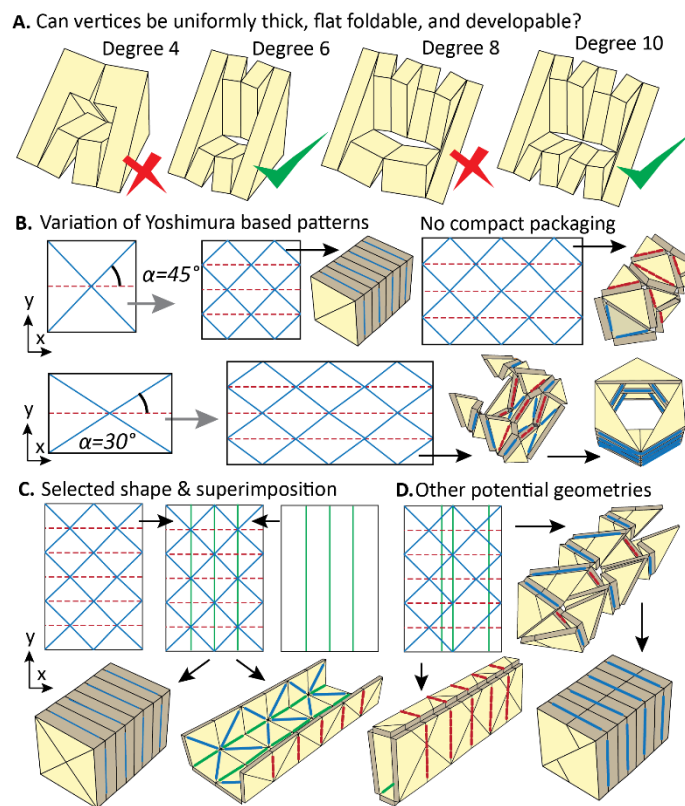 A. Can vertices be uniformly thick, flat foldable, and developable?
Degree 4
Degree 6
Degree 8
Degree 10
B. Variation of Yoshimura based patterns
No compact packaging
α=45°
y
x
y
x
α=30°
C. Selected shape & superimposition
D. Other potential geometries
y
x